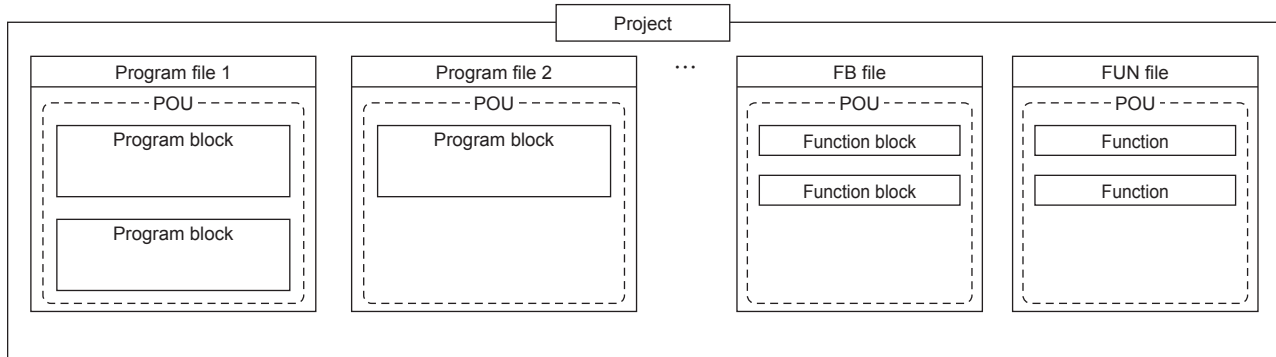 Project
Program file 1
POU
Program block
Program block
Program file 2
POU
Program block
...
FB file
POU
Function block
Function block
FUN file
POU
Function
Function